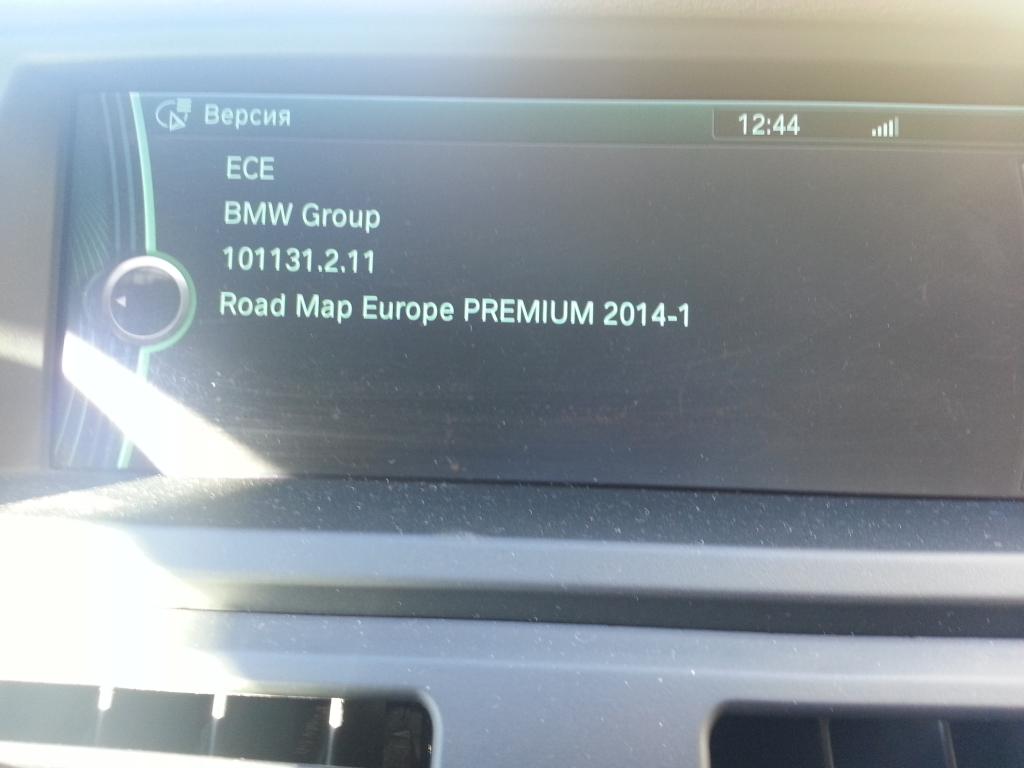 Версия
12:44
ECE
BMW Group
101131.2.11
Road Map Europe PREMIUM 2014-1